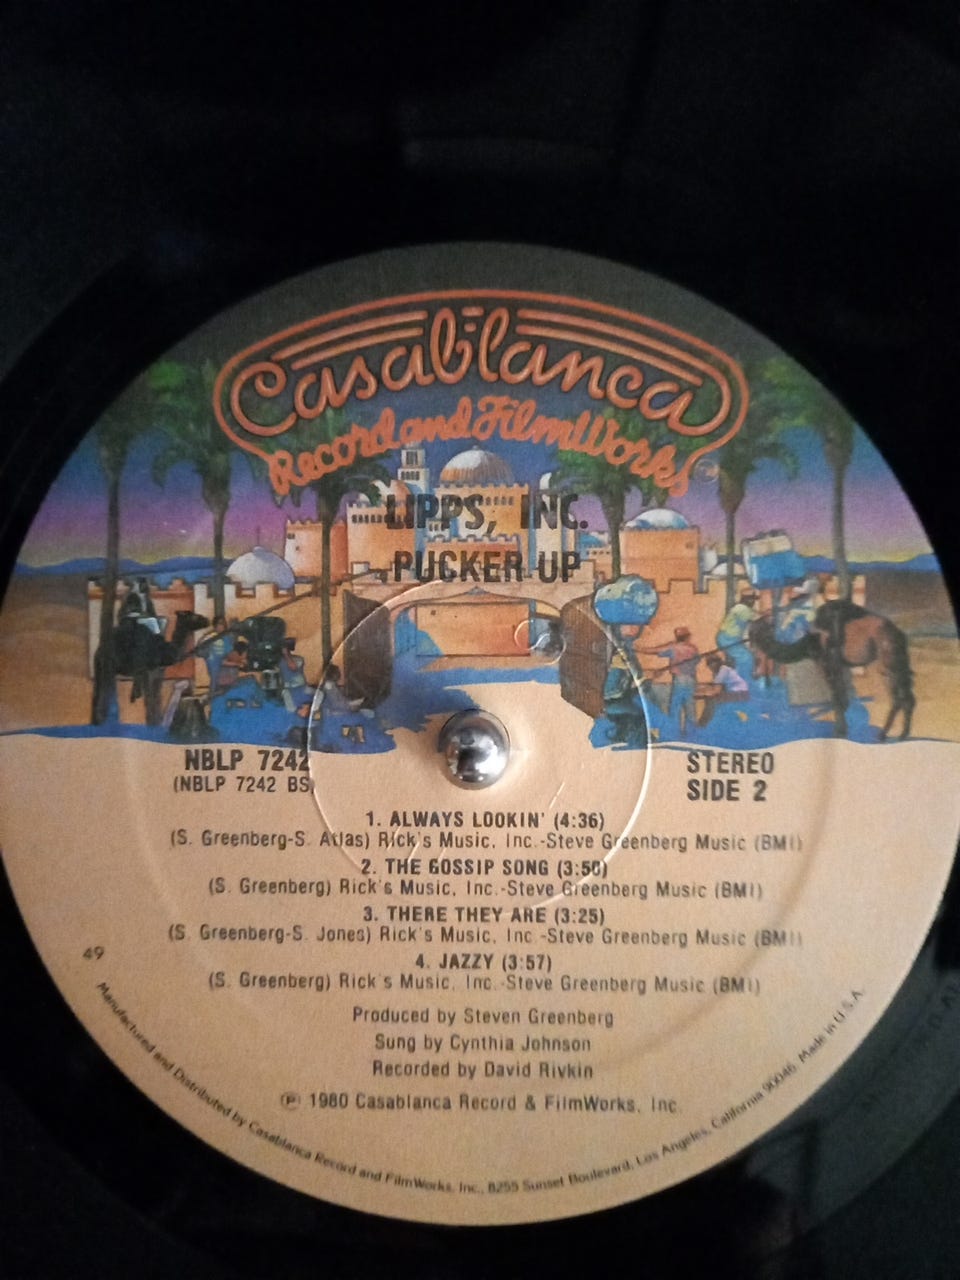 Casablanca
Record and FilmWorks
LIPPS, INC.
PUCKER UP
NBLP 7242
(NBLP 7242 BS)
STEREO
SIDE 2
1. ALWAYS LOOKIN' (4:36)
(S. Greenberg-S. Atlas) Rick's Music, Inc.-Steve Greenberg Music (BMI)
2. THE GOSSIP SONG (3:50)
(S. Greenberg) Rick's Music, Inc.-Steve Greenberg Music (BMI)
3. THERE THEY ARE (3:25)
(S. Greenberg-S. Jones) Rick's Music, Inc.-Steve Greenberg Music (BMI)
4. JAZZY (3:57)
(S. Greenberg) Rick's Music, Inc.-Steve Greenberg Music (BMI)
49
Produced by Steven Greenberg
Sung by Cynthia Johnson
Recorded by David Rivkin
℗ 1980 Casablanca Record & FilmWorks, Inc.
Manufactured and Distributed by Casablanca Record and FilmWorks, Inc., 8255 Sunset Boulevard, Los Angeles, California 90046 Made in U.S.A.